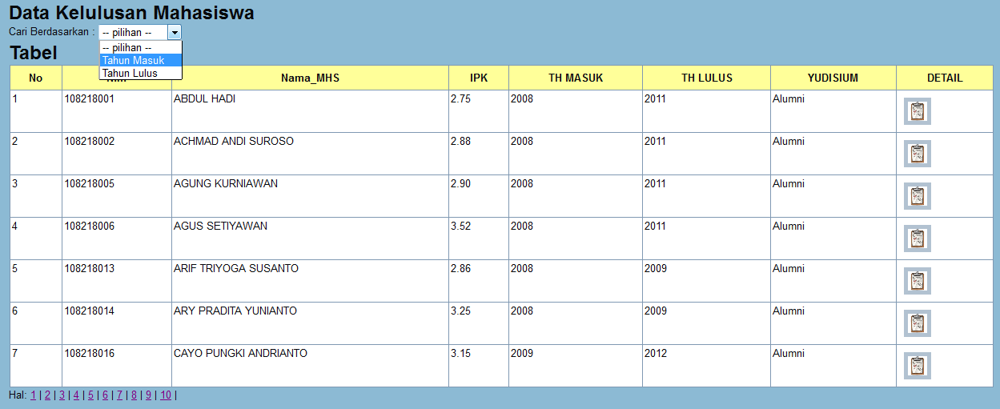 Data Kelulusan Mahasiswa
Cari Berdasarkan : -- pilihan --
-- pilihan --
Tahun Masuk
Tahun Lulus
Tabel
No Nama_MHS IPK TH MASUK TH LULUS YUDISIUM DETAIL
1 108218001 ABDUL HADI 2.75 2008 2011 Alumni
2 108218002 ACHMAD ANDI SUROSO 2.88 2008 2011 Alumni
3 108218005 AGUNG KURNIAWAN 2.90 2008 2011 Alumni
4 108218006 AGUS SETIYAWAN 3.52 2008 2011 Alumni
5 108218013 ARIF TRIYOGA SUSANTO 2.86 2008 2009 Alumni
6 108218014 ARY PRADITA YUNIANTO 3.25 2008 2009 Alumni
7 108218016 CAYO PUNGKI ANDRIANTO 3.15 2009 2012 Alumni
Hal: 1 | 2 | 3 | 4 | 5 | 6 | 7 | 8 | 9 | 10 |